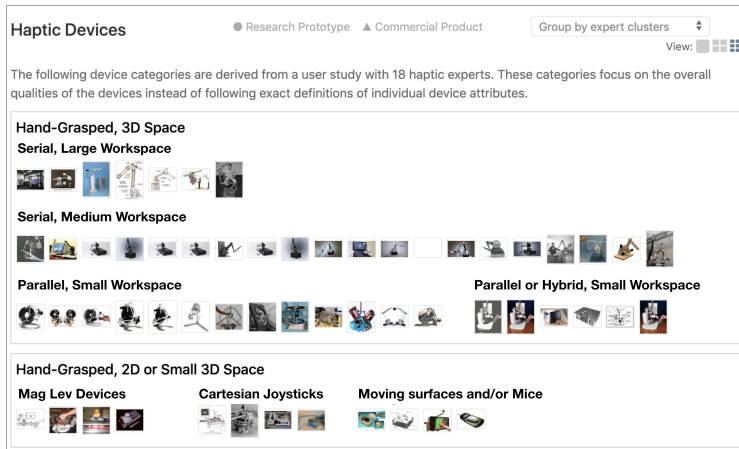 Haptic Devices
Research Prototype Commercial Product
Group by expert clusters
View:
The following device categories are derived from a user study with 18 haptic experts. These categories focus on the overall
qualities of the devices instead of following exact definitions of individual device attributes.
Hand-Grasped, 3D Space
Serial, Large Workspace
Serial, Medium Workspace
Parallel, Small Workspace
Parallel or Hybrid, Small Workspace
Hand-Grasped, 2D or Small 3D Space
Mag Lev Devices
Cartesian Joysticks
Moving surfaces and/or Mice